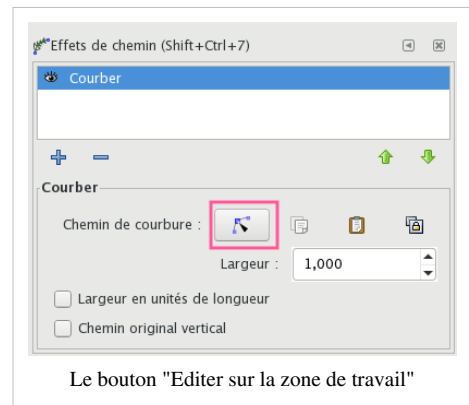 Effets de chemin (Shift+Ctrl+7)
Courber
Courber
Chemin de courbure :
Largeur : 1,000
Largeur en unités de longueur
Chemin original vertical
Le bouton "Editer sur la zone de travail"